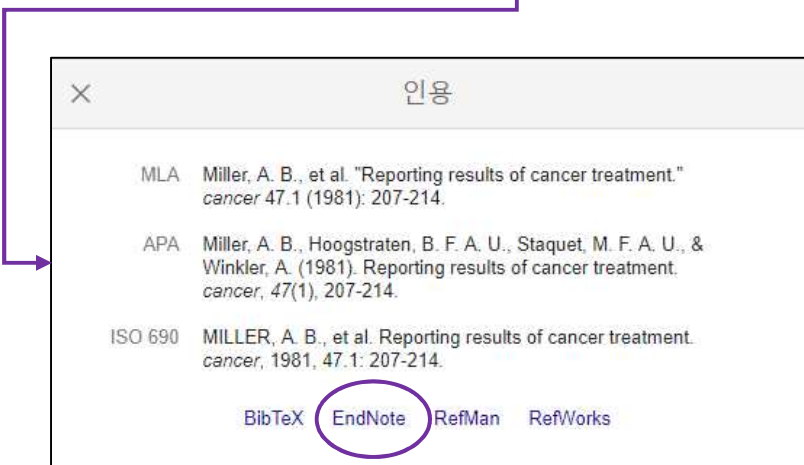 인용
MLA Miller, A. B., et al. "Reporting results of cancer treatment."
cancer 47.1 (1981): 207-214.
APA Miller, A. B., Hoogstraten, B. F. A. U., Staquet, M. F. A. U., &
Winkler, A. (1981). Reporting results of cancer treatment.
cancer, 47(1), 207-214.
ISO 690 MILLER, A. B., et al. Reporting results of cancer treatment.
cancer, 1981, 47.1: 207-214.
BibTeX EndNote RefMan RefWorks